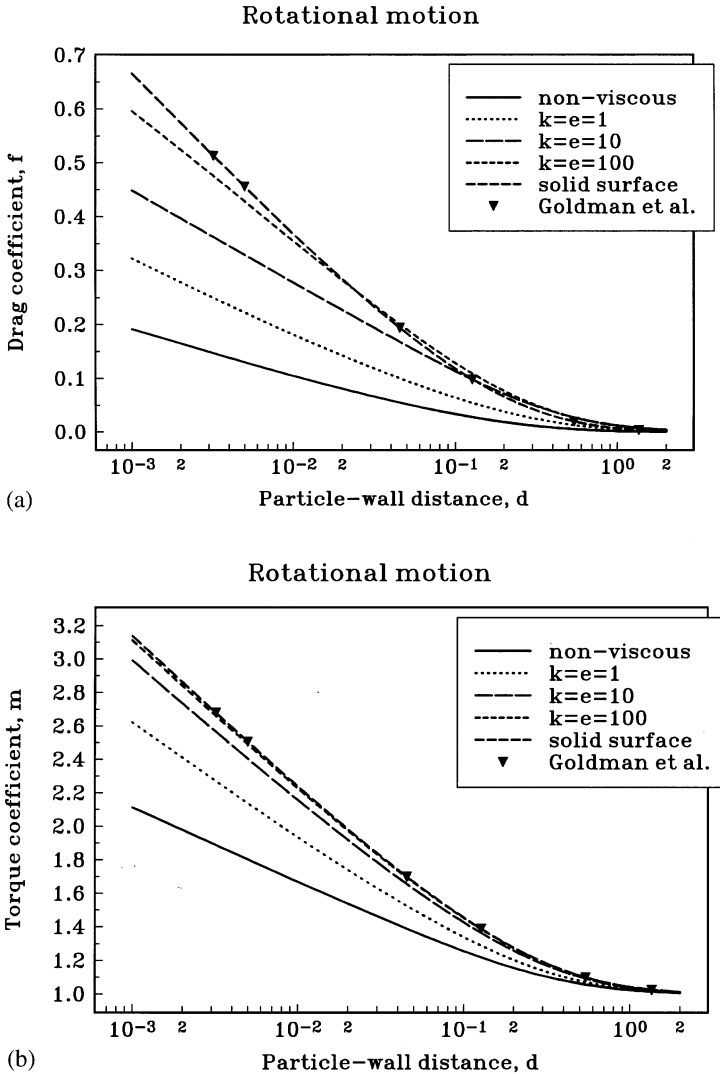 Rotational motion
0.7
0.6
0.5
0.4
0.3
0.2
0.1
0.0
Drag coefficient, f
non-viscous
k=e=1
k=e=10
k=e=100
solid surface
Goldman et al.
10⁻³ 2 10⁻² 2 10⁻¹ 2 10⁰ 2
Particle-wall distance, d
(a)
Rotational motion
3.2
3.0
2.8
2.6
2.4
2.2
2.0
1.8
1.6
1.4
1.2
1.0
Torque coefficient, m
non-viscous
k=e=1
k=e=10
k=e=100
solid surface
Goldman et al.
10⁻³ 2 10⁻² 2 10⁻¹ 2 10⁰ 2
Particle-wall distance, d
(b)